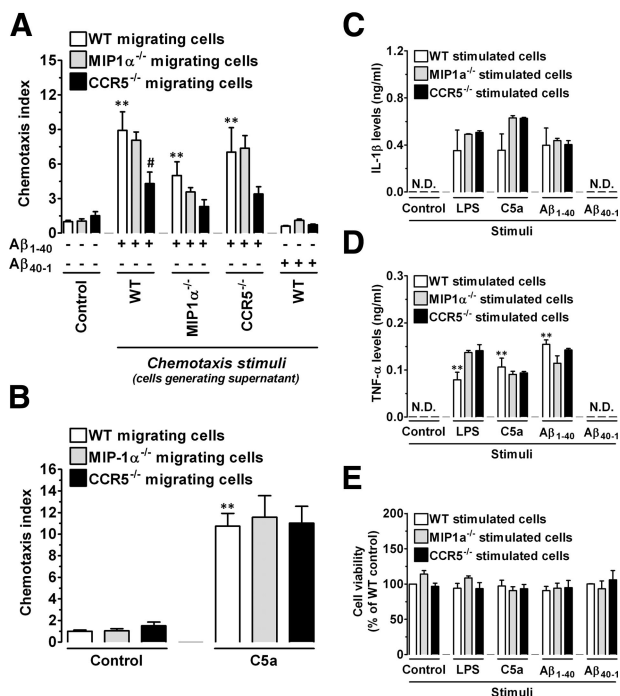 A
WT migrating cells
MIP1α-/- migrating cells
CCR5-/- migrating cells
Chemotaxis index
15
12
9
6
3
0
** ** **
#
Aβ1-40 - - - + + + + + + + + + - - -
Aβ40-1 - - - - - - - - - - - - + + +
Control WT MIP1α-/- CCR5-/- WT
Chemotaxis stimuli
(cells generating supernatant)
B
WT migrating cells
MIP-1α-/- migrating cells
CCR5-/- migrating cells
Chemotaxis index
16
14
12
10
8
6
4
2
0
**
Control C5a
C
WT stimulated cells
MIP1a-/- stimulated cells
CCR5-/- stimulated cells
IL-1β levels (ng/ml)
1.2
0.8
0.4
0.0
N.D. N.D.
Control LPS C5a Aβ1-40 Aβ40-1
Stimuli
D
WT stimulated cells
MIP1α-/- stimulated cells
CCR5-/- stimulated cells
TNF-α levels (ng/ml)
0.3
0.2
0.1
0.0
N.D. ** ** ** N.D.
Control LPS C5a Aβ1-40 Aβ40-1
Stimuli
E
WT stimulated cells
MIP1a-/- stimulated cells
CCR5-/- stimulated cells
Cell viability
(% of WT control)
200
150
100
50
0
Control LPS C5a Aβ1-40 Aβ40-1
Stimuli